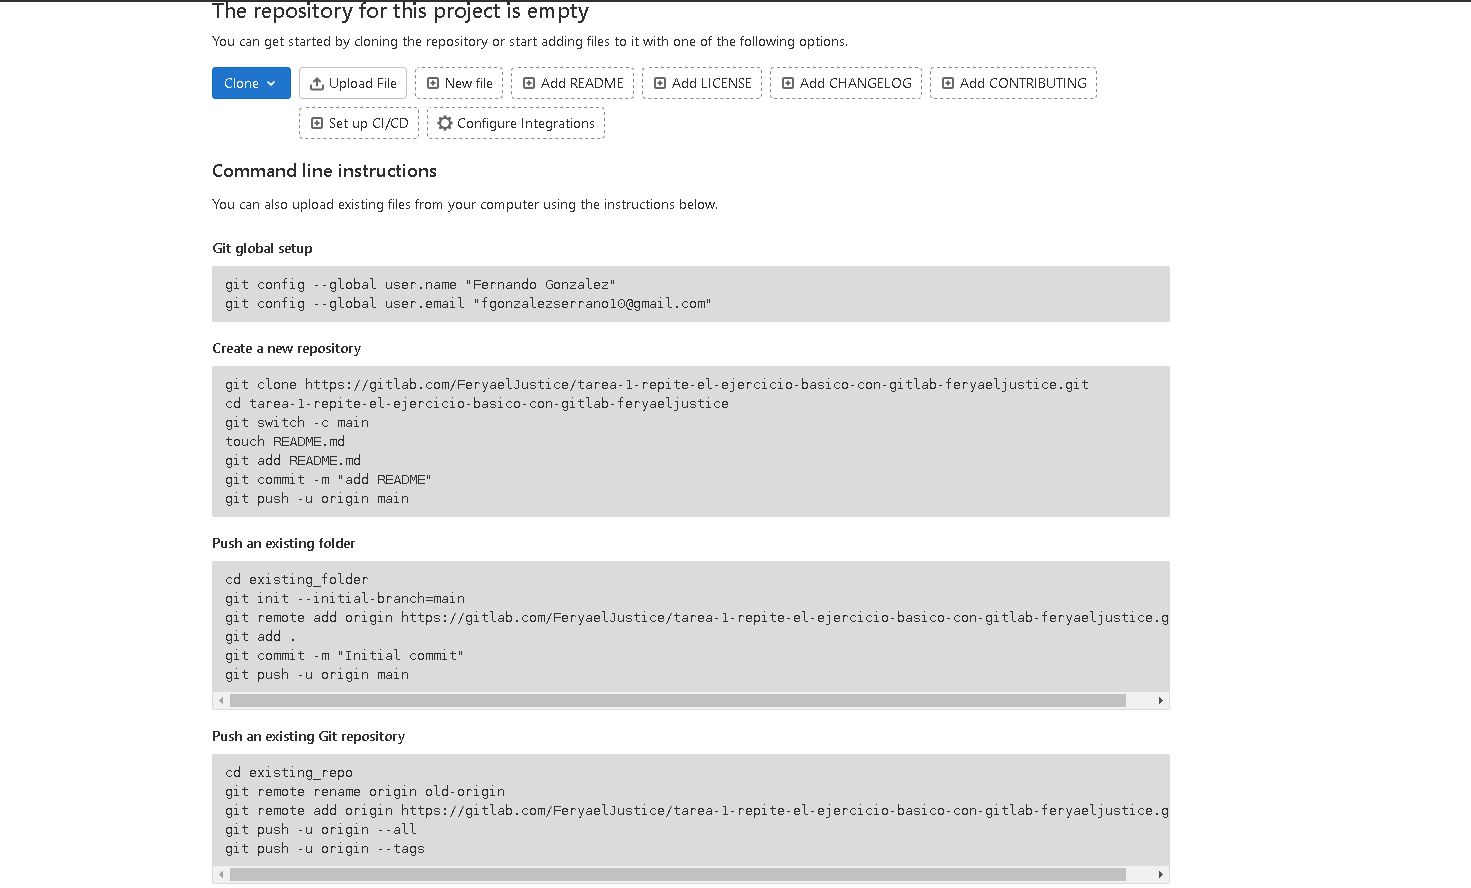 The repository for this project is empty
You can get started by cloning the repository or start adding files to it with one of the following options.
Clone Upload File New file Add README Add LICENSE Add CHANGELOG Add CONTRIBUTING
Set up CI/CD Configure Integrations
Command line instructions
You can also upload existing files from your computer using the instructions below.
Git global setup
git config --global user.name "Fernando Gonzalez"
git config --global user.email "fgonzalezserrano10@gmail.com"
Create a new repository
git clone https://gitlab.com/FeryaelJustice/tarea-1-repite-el-ejercicio-basico-con-gitlab-feryaeljustice.git
cd tarea-1-repite-el-ejercicio-basico-con-gitlab-feryaeljustice
git switch -c main
touch README.md
git add README.md
git commit -m "add README"
git push -u origin main
Push an existing folder
cd existing_folder
git init --initial-branch=main
git remote add origin https://gitlab.com/FeryaelJustice/tarea-1-repite-el-ejercicio-basico-con-gitlab-feryaeljustice.g
git add .
git commit -m "Initial commit"
git push -u origin main
Push an existing Git repository
cd existing_repo
git remote rename origin old-origin
git remote add origin https://gitlab.com/FeryaelJustice/tarea-1-repite-el-ejercicio-basico-con-gitlab-feryaeljustice.g
git push -u origin --all
git push -u origin --tags